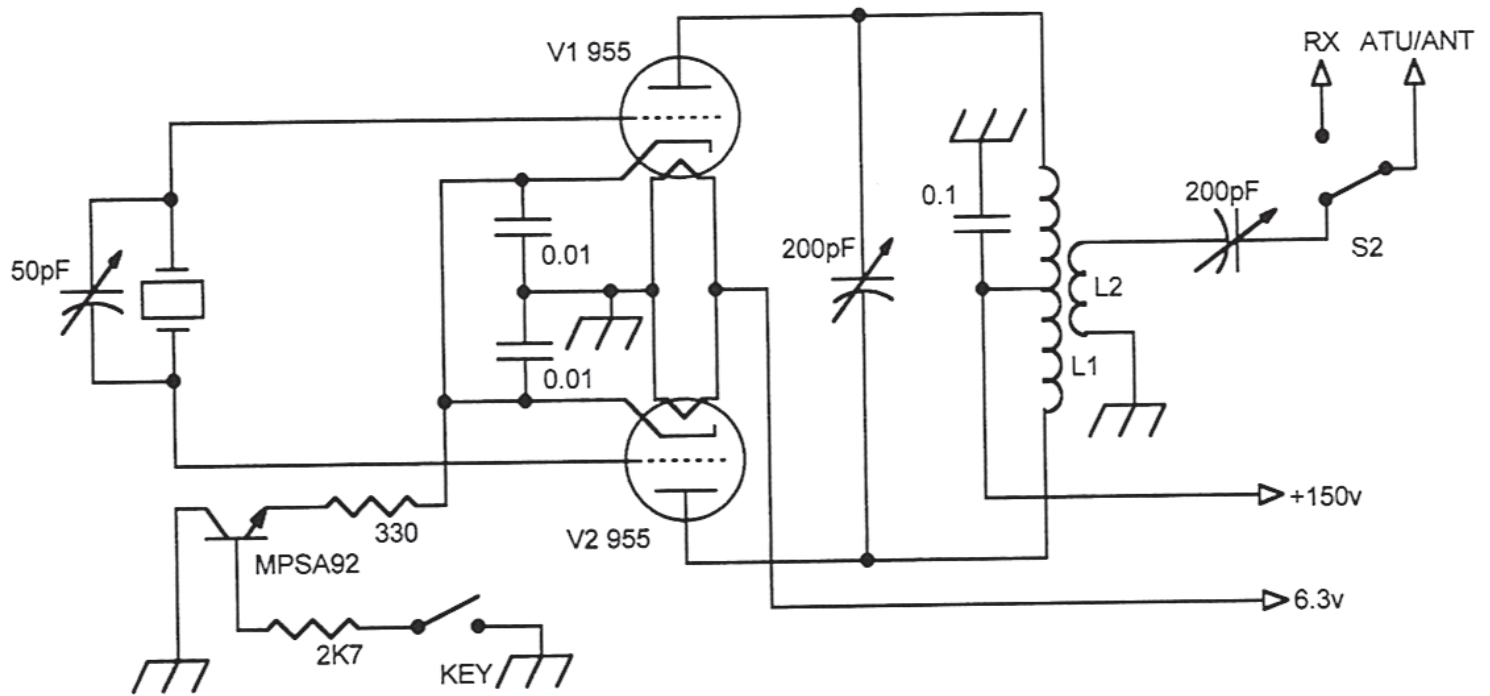 V1 955
RX ATU/ANT
50pF
0.01
0.01
200pF
0.1
200pF
S2
L2
L1
330
MPSA92
V2 955
+150v
6.3v
2K7
KEY